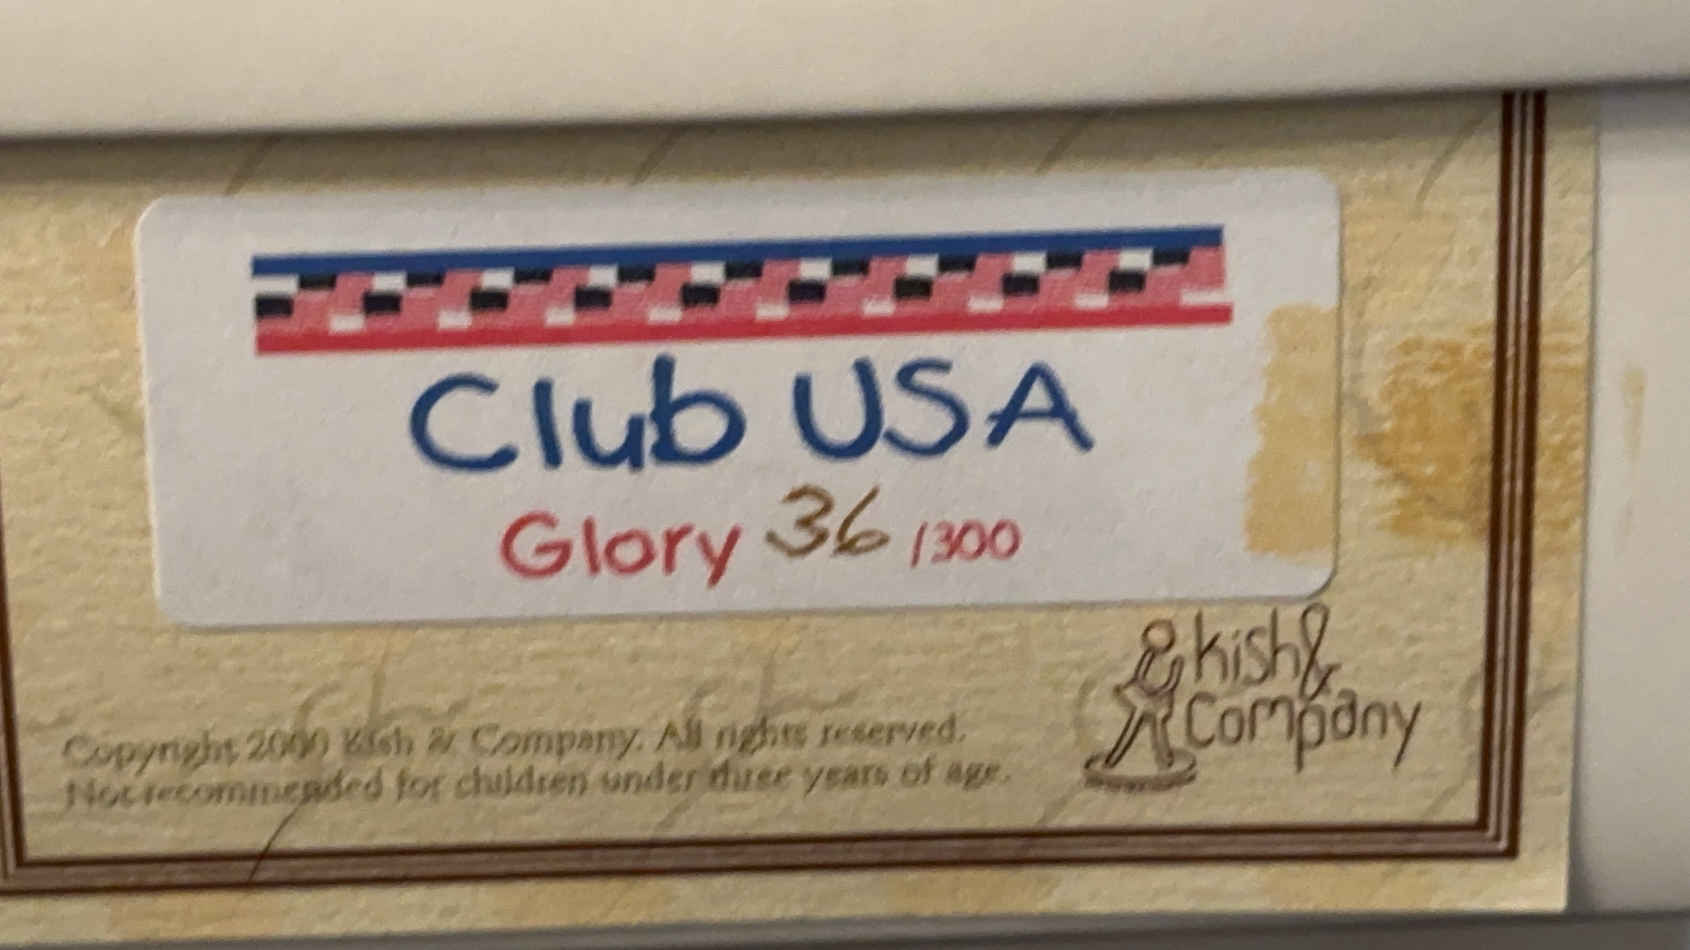 Club USA
Glory 36 /300
Kish &
Company
Copyright 2000 Kish & Company. All rights reserved.
Not recommended for children under three years of age.